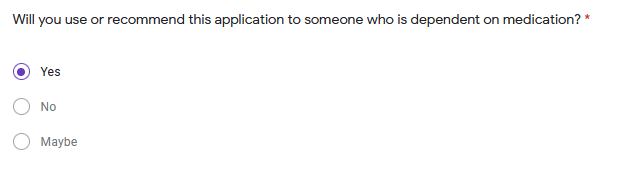 Will you use or recommend this application to someone who is dependent on medication? *
Yes
No
Maybe